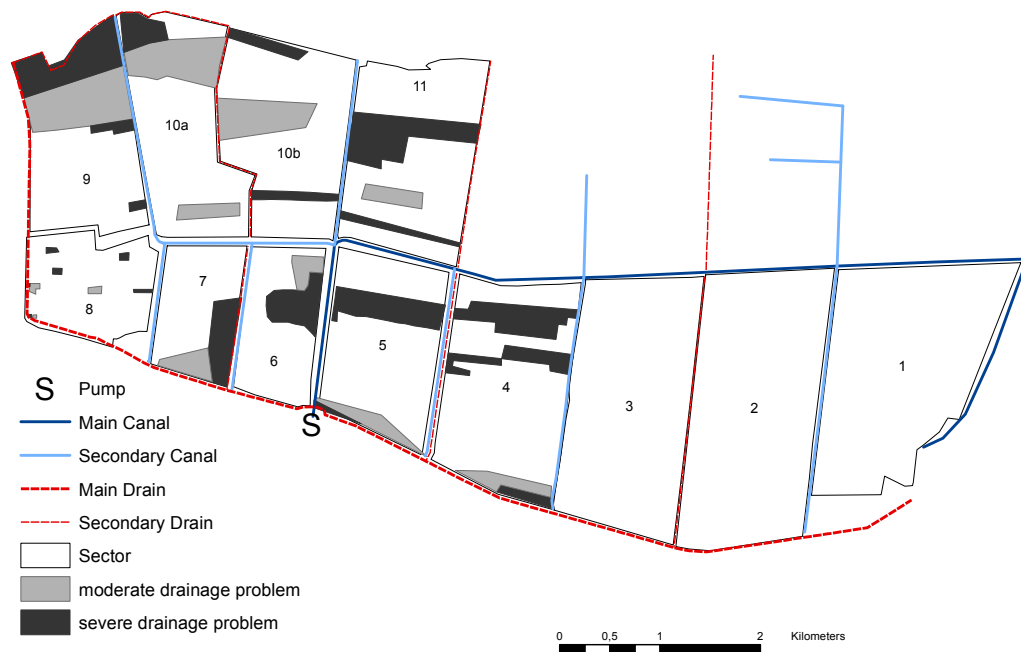 11
10a
10b
9
7
8
5
6
4
3
2
1
S
S Pump
Main Canal
Secondary Canal
Main Drain
Secondary Drain
Sector
moderate drainage problem
severe drainage problem
0 0,5 1 2 Kilometers